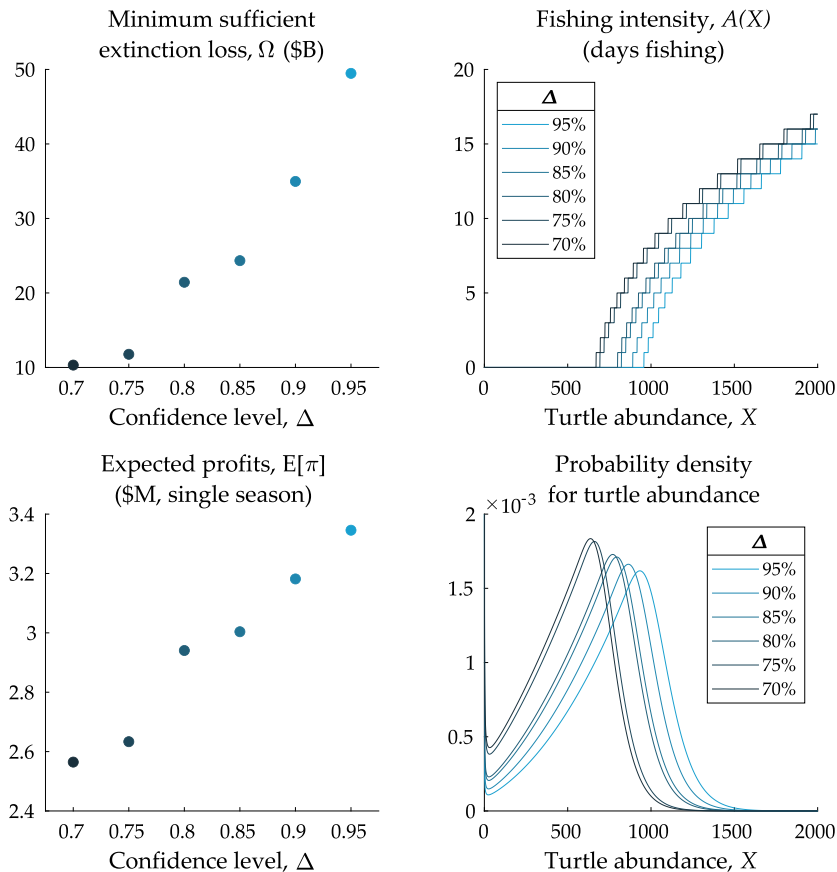 Minimum sufficient
extinction loss, Ω ($B)
50
40
30
20
10
0.7 0.75 0.8 0.85 0.9 0.95
Confidence level, Δ
Fishing intensity, A(X)
(days fishing)
20
15
10
5
0
Δ
95%
90%
85%
80%
75%
70%
0 500 1000 1500 2000
Turtle abundance, X
Expected profits, E[π]
($M, single season)
3.4
3.2
3
2.8
2.6
2.4
0.7 0.75 0.8 0.85 0.9 0.95
Confidence level, Δ
Probability density
for turtle abundance
×10⁻³
2
1.5
1
0.5
0
Δ
95%
90%
85%
80%
75%
70%
0 500 1000 1500 2000
Turtle abundance, X